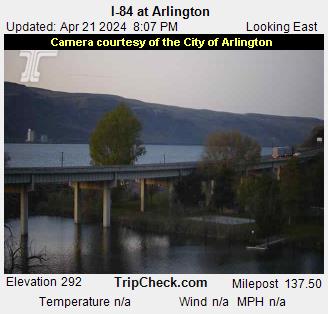 I-84 at Arlington
Updated: Apr 21 2024 8:07 PM Looking East
Camera courtesy of the City of Arlington
Elevation 292 TripCheck.com Milepost 137.50
Temperature n/a Wind n/a MPH n/a